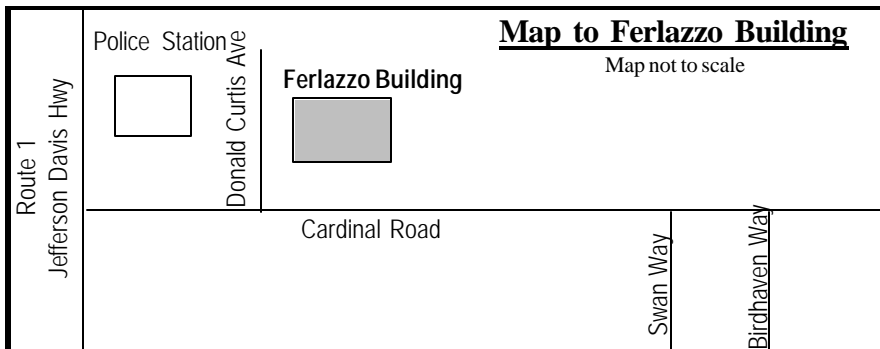 Map to Ferlazzo Building
Map not to scale
Police Station
Donald Curtis Ave
Ferlazzo Building
Route 1
Jefferson Davis Hwy
Cardinal Road
Swan Way
Birdhaven Way